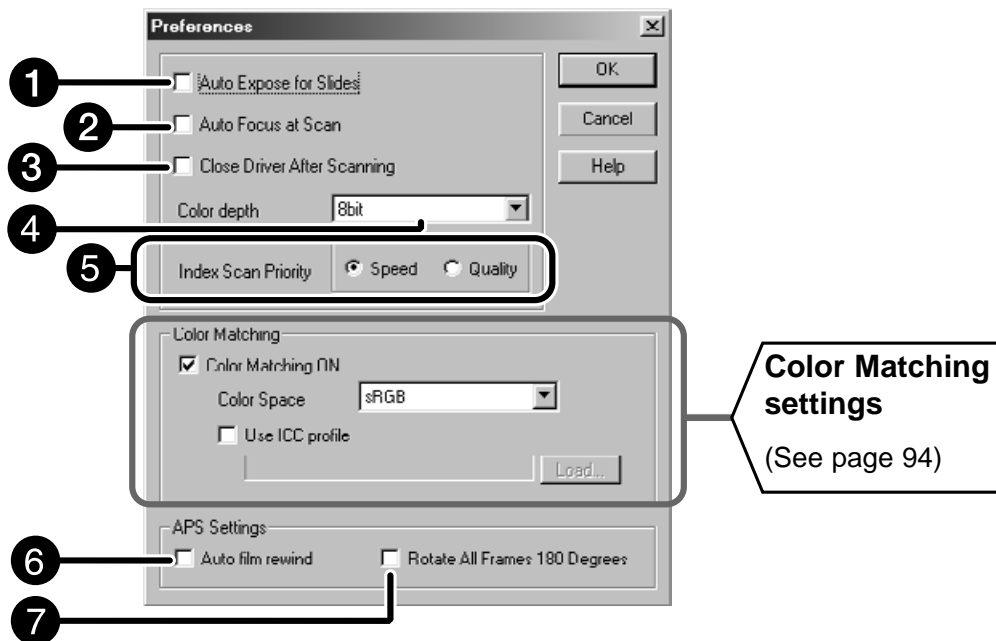 Preferences
1
Auto Expose for Slides
OK
2
Auto Focus at Scan
Cancel
3
Close Driver After Scanning
Help
Color depth
8bit
4
5
Index Scan Priority
Speed
Quality
Color Matching
Color Matching ON
Color Space
sRGB
Use ICC profile
Load...
Color Matching
settings
(See page 94)
APS Settings
6
Auto film rewind
Rotate All Frames 180 Degrees
7